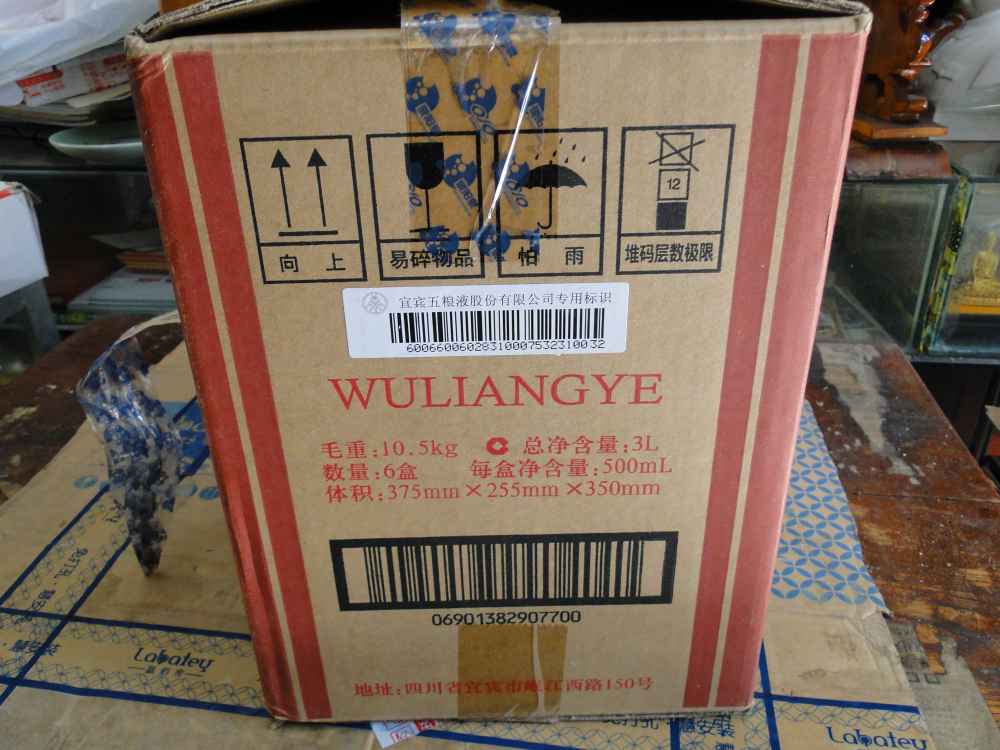 向 上
易碎物品
怕 雨
12
堆码层数极限
宜宾五粮液股份有限公司专用标识
6006600602831000753231​0032
WULIANGYE
毛重:10.5kg 总净含量:3L
数量:6盒 每盒净含量:500mL
体积:375mm×255mm×350mm
06901382907700
地址:四川省宜宾市岷江西路150号
Labatey
Labatey